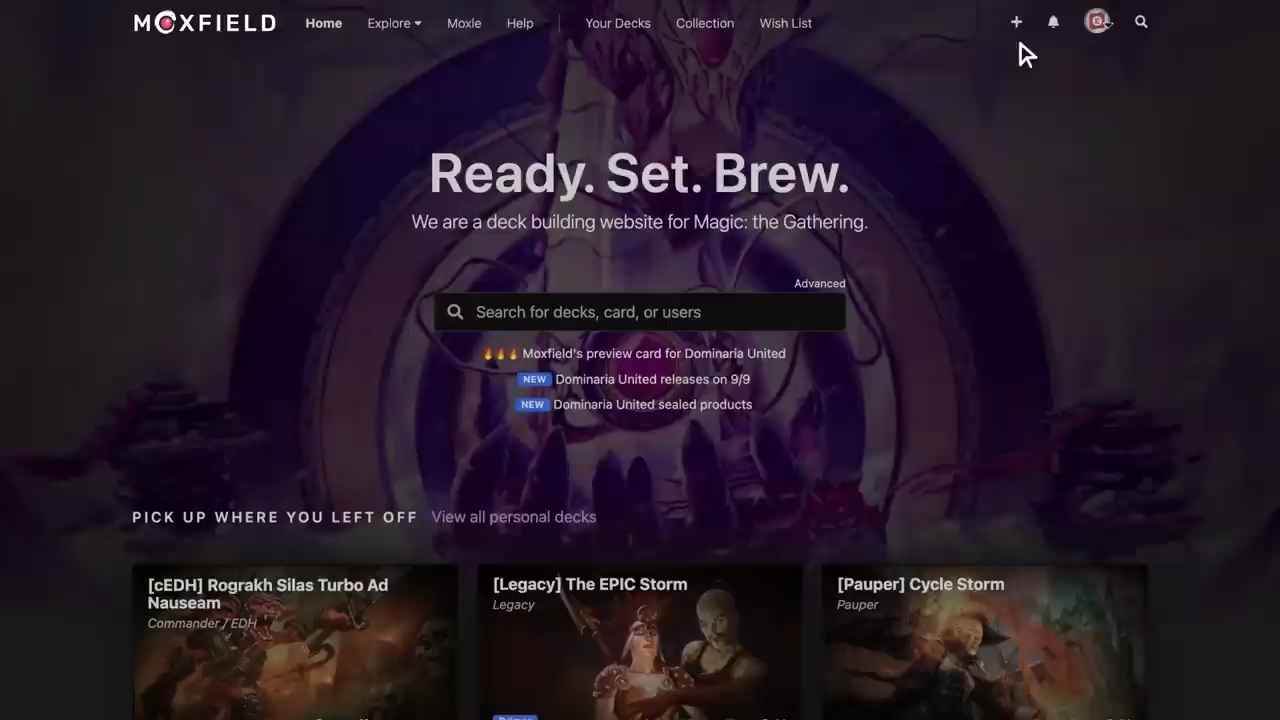 MOXFIELD
Home Explore Moxle Help Your Decks Collection Wish List
Ready. Set. Brew.
We are a deck building website for Magic: the Gathering.
Advanced
Search for decks, card, or users
🔥🔥🔥 Moxfield's preview card for Dominaria United
NEW Dominaria United releases on 9/9
NEW Dominaria United sealed products
PICK UP WHERE YOU LEFT OFF View all personal decks
[cEDH] Rograkh Silas Turbo Ad
Nauseam
Commander / EDH
[Legacy] The EPIC Storm
Legacy
[Pauper] Cycle Storm
Pauper